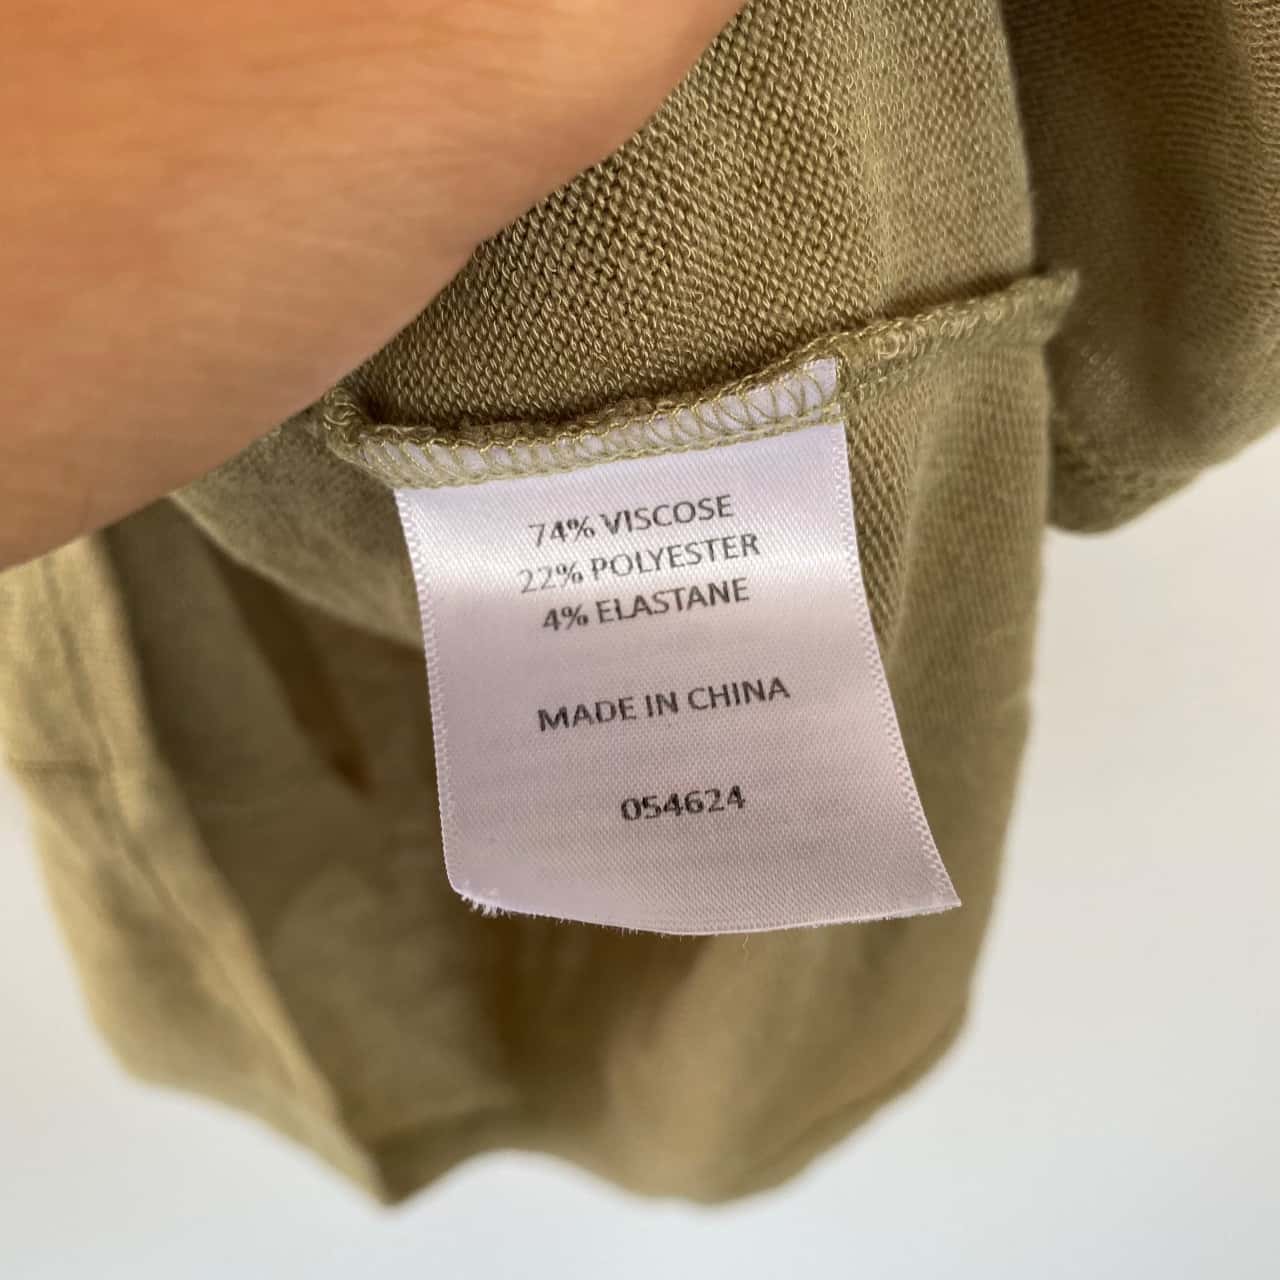 74% VISCOSE
22% POLYESTER
4% ELASTANE
MADE IN CHINA
054624